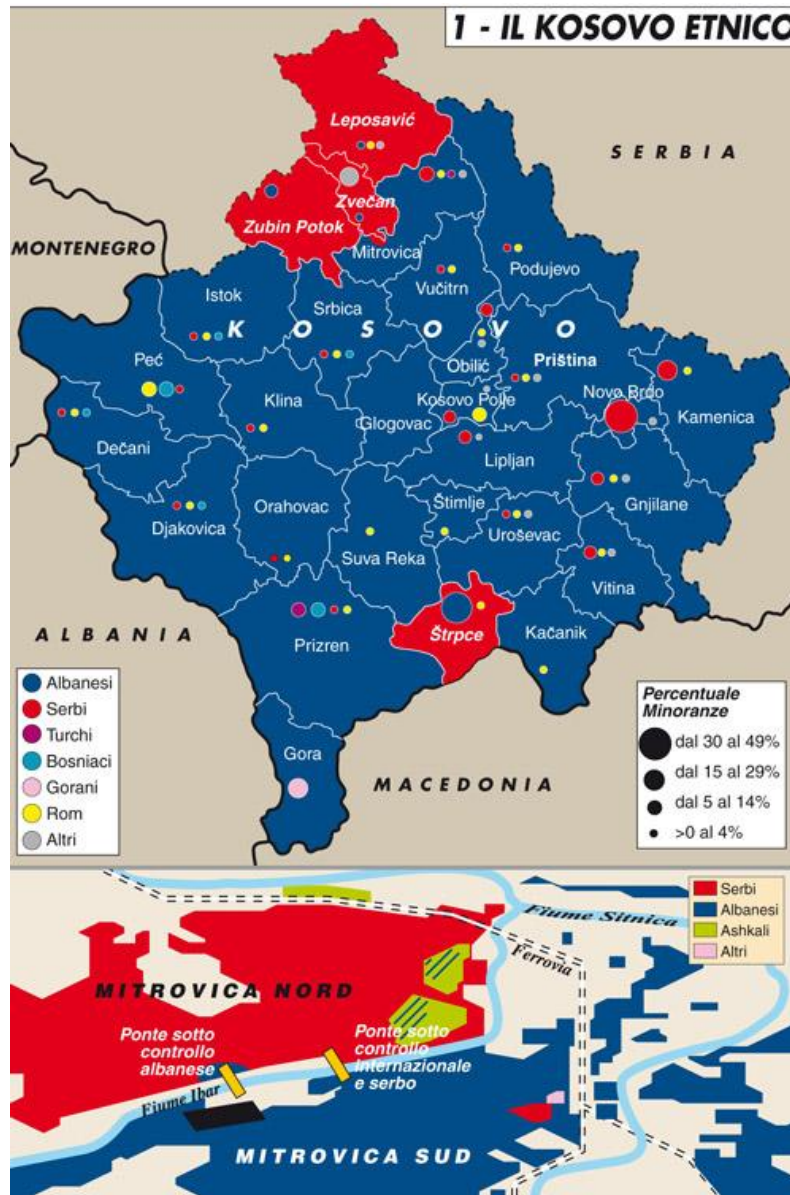 1 - IL KOSOVO ETNICO
SERBIA
MONTENEGRO
ALBANIA
MACEDONIA
KOSOVO
Leposavić
Zvečan
Zubin Potok
Mitrovica
Podujevo
Vučitrn
Istok
Srbica
Peć
Obilić
Priština
Novo Brdo
Kamenica
Klina
Glogovac
Kosovo Polje
Lipljan
Dečani
Gnjilane
Djakovica
Orahovac
Štimlje
Uroševac
Suva Reka
Vitina
Prizren
Štrpce
Kačanik
Gora
Albanesi
Serbi
Turchi
Bosniaci
Gorani
Rom
Altri
Percentuale
Minoranze
dal 30 al 49%
dal 15 al 29%
dal 5 al 14%
>0 al 4%
Serbi
Albanesi
Ashkali
Altri
Fiume Sitnica
Ferrovia
MITROVICA NORD
Ponte sotto
controllo
albanese
Ponte sotto
controllo
internazionale
e serbo
Fiume Ibar
MITROVICA SUD